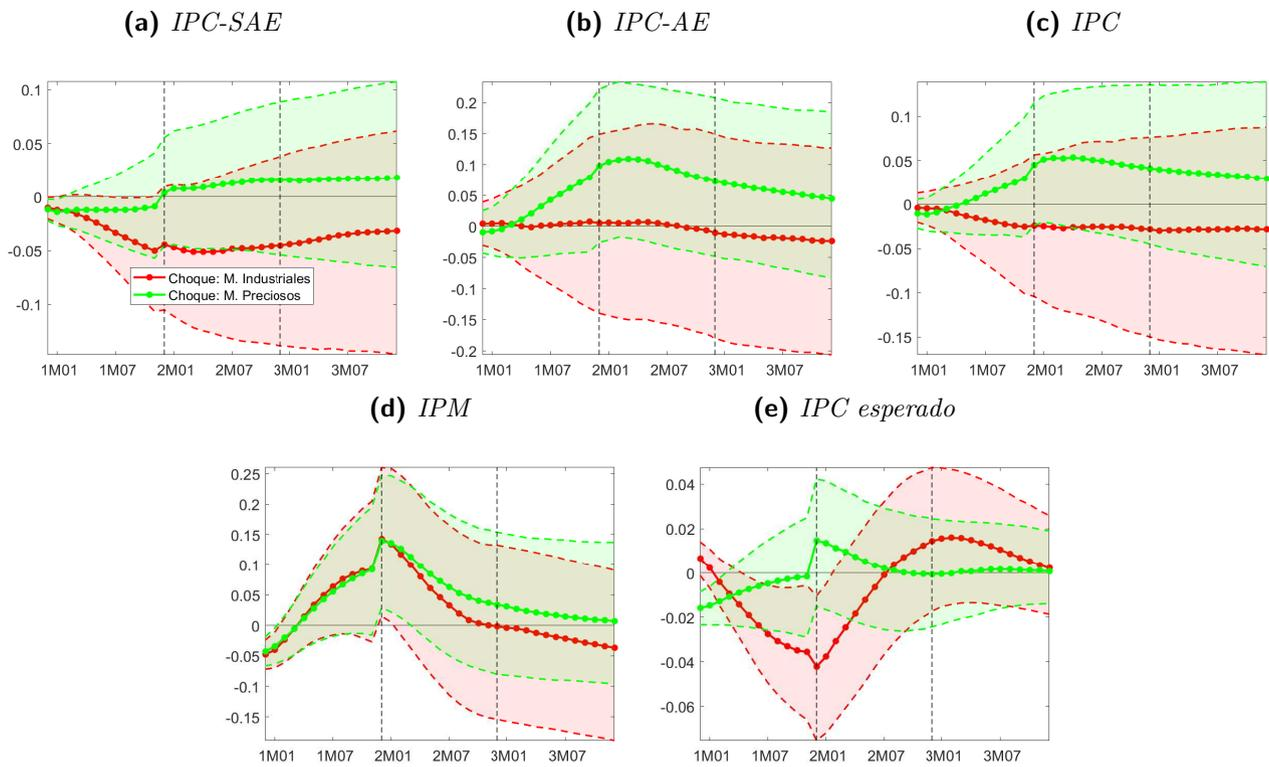 (a) IPC-SAE
(b) IPC-AE
(c) IPC
0.1
0.05
0
-0.05
-0.1
Choque: M. Industriales
Choque: M. Preciosos
1M01 1M07 2M01 2M07 3M01 3M07
0.2
0.15
0.1
0.05
0
-0.05
-0.1
-0.15
-0.2
1M01 1M07 2M01 2M07 3M01 3M07
0.1
0.05
0
-0.05
-0.1
-0.15
1M01 1M07 2M01 2M07 3M01 3M07
(d) IPM
(e) IPC esperado
0.25
0.2
0.15
0.1
0.05
0
-0.05
-0.1
-0.15
1M01 1M07 2M01 2M07 3M01 3M07
0.04
0.02
0
-0.02
-0.04
-0.06
1M01 1M07 2M01 2M07 3M01 3M07